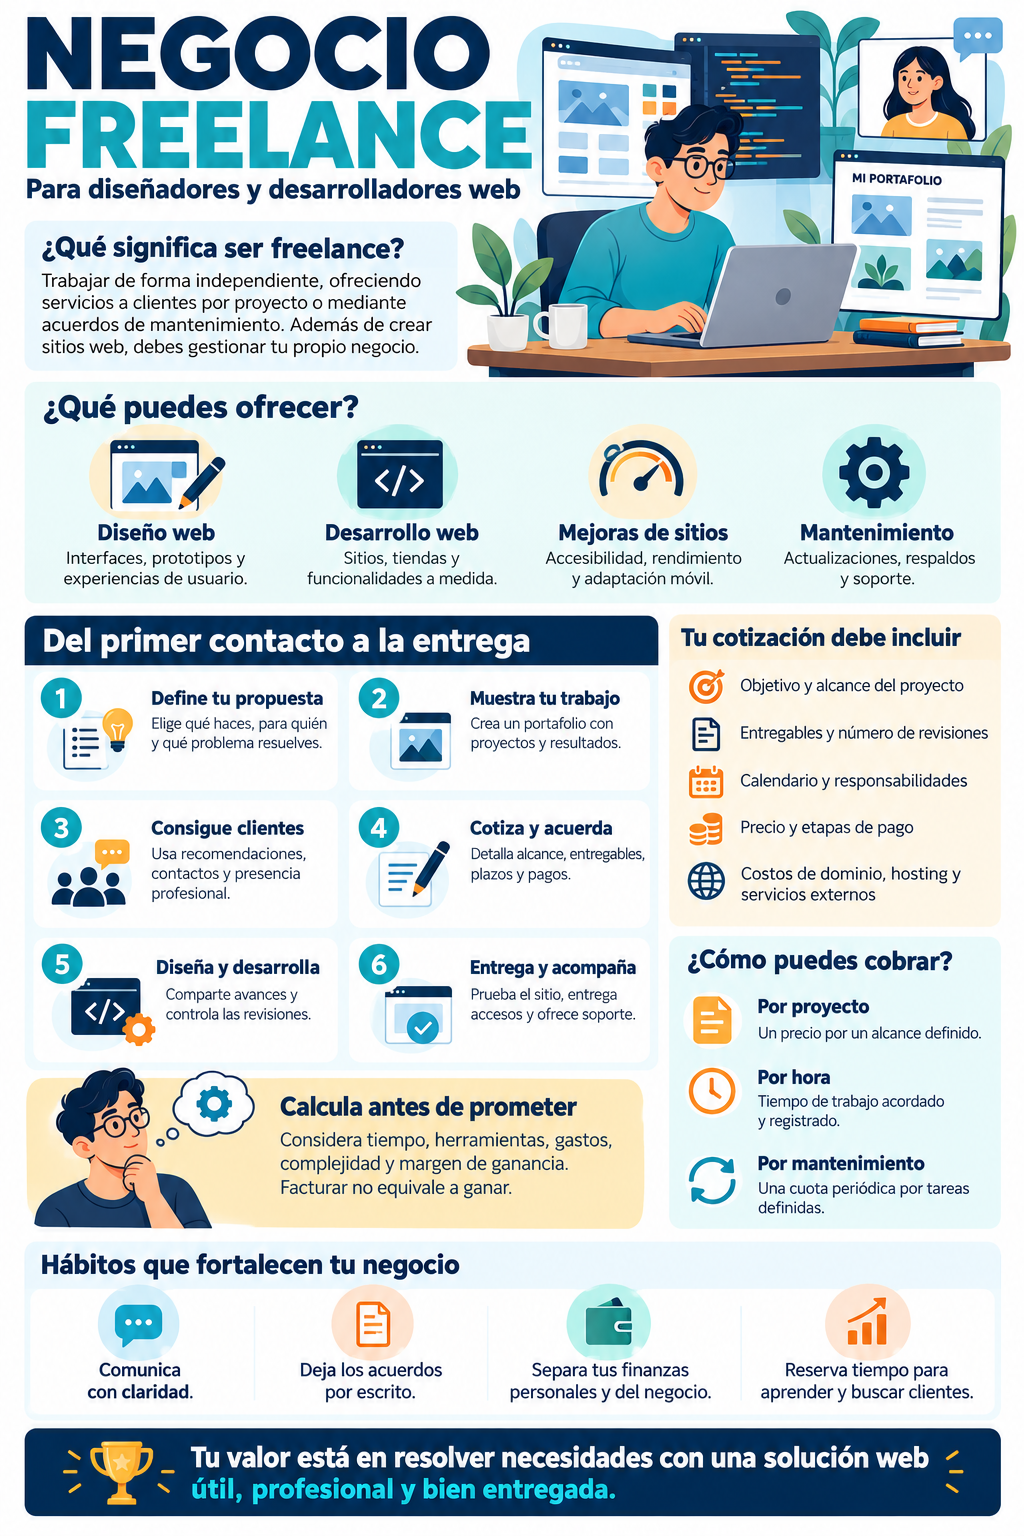 NEGOCIO
FREELANCE
Para diseñadores y desarrolladores web
MI PORTAFOLIO
¿Qué significa ser freelance?
Trabajar de forma independiente, ofreciendo
servicios a clientes por proyecto o mediante
acuerdos de mantenimiento. Además de crear
sitios web, debes gestionar tu propio negocio.
¿Qué puedes ofrecer?
Diseño web
Interfaces, prototipos y
experiencias de usuario.
Desarrollo web
Sitios, tiendas y
funcionalidades a medida.
Mejoras de sitios
Accesibilidad, rendimiento
y adaptación móvil.
Mantenimiento
Actualizaciones, respaldos
y soporte.
Del primer contacto a la entrega
1
Define tu propuesta
Elige qué haces, para quién
y qué problema resuelves.
2
Muestra tu trabajo
Crea un portafolio con
proyectos y resultados.
3
Consigue clientes
Usa recomendaciones,
contactos y presencia
profesional.
4
Cotiza y acuerda
Detalla alcance, entregables,
plazos y pagos.
5
Diseña y desarrolla
Comparte avances y
controla las revisiones.
6
Entrega y acompaña
Prueba el sitio, entrega
accesos y ofrece soporte.
Tu cotización debe incluir
Objetivo y alcance del proyecto
Entregables y número de revisiones
Calendario y responsabilidades
Precio y etapas de pago
Costos de dominio, hosting y
servicios externos
¿Cómo puedes cobrar?
Por proyecto
Un precio por un alcance definido.
Por hora
Tiempo de trabajo acordado
y registrado.
Por mantenimiento
Una cuota periódica por tareas
definidas.
Calcula antes de prometer
Considera tiempo, herramientas, gastos,
complejidad y margen de ganancia.
Facturar no equivale a ganar.
Hábitos que fortalecen tu negocio
Comunica
con claridad.
Deja los acuerdos
por escrito.
Separa tus finanzas
personales y del negocio.
Reserva tiempo para
aprender y buscar clientes.
Tu valor está en resolver necesidades con una solución web
útil, profesional y bien entregada.